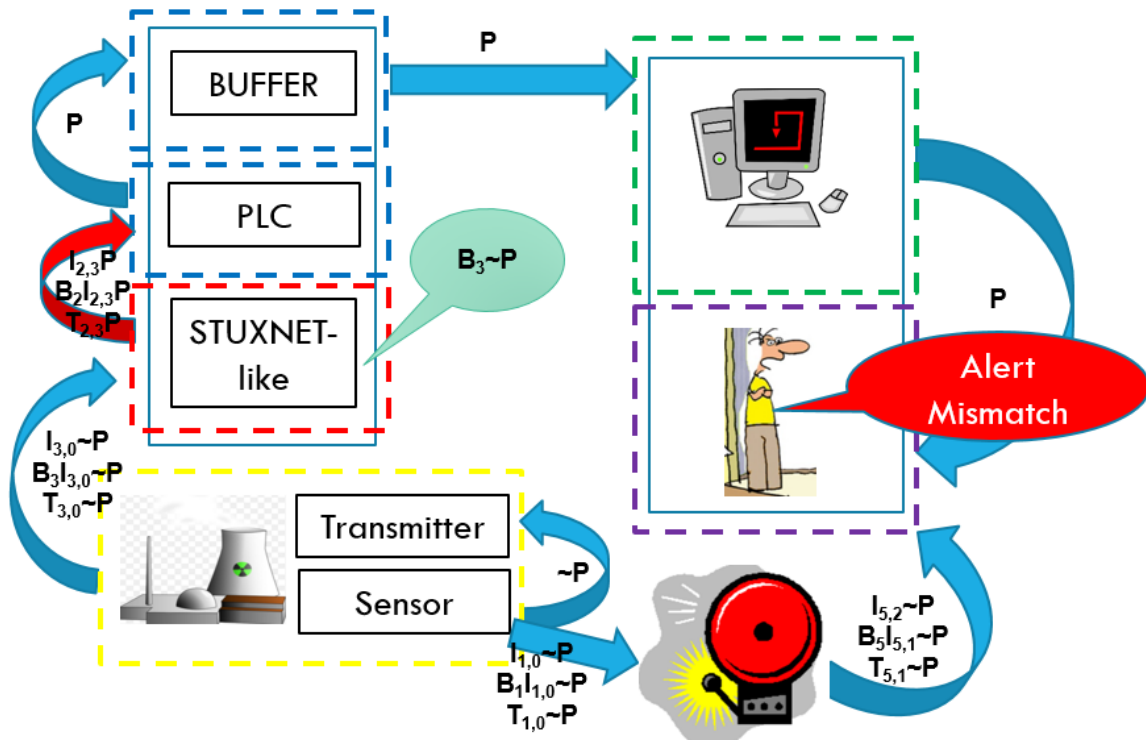 P
BUFFER
P
PLC
I2,3P
B2I2,3P
T2,3P
B3~P
STUXNET-
like
P
Alert
Mismatch
I3,0~P
B3I3,0~P
T3,0~P
Transmitter
Sensor
~P
I1,0~P
B1I1,0~P
T1,0~P
I5,2~P
B5I5,1~P
T5,1~P